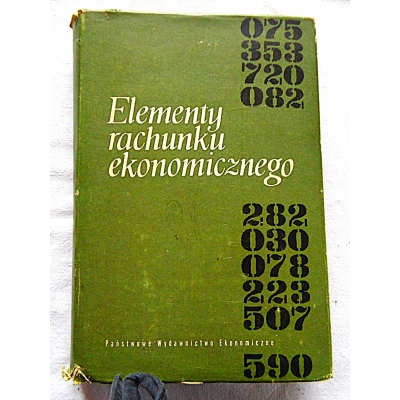 075
353
720
082
Elementy
rachunku
ekonomicznego
282
030
078
223
507
Państwowe Wydawnictwo Ekonomiczne
590